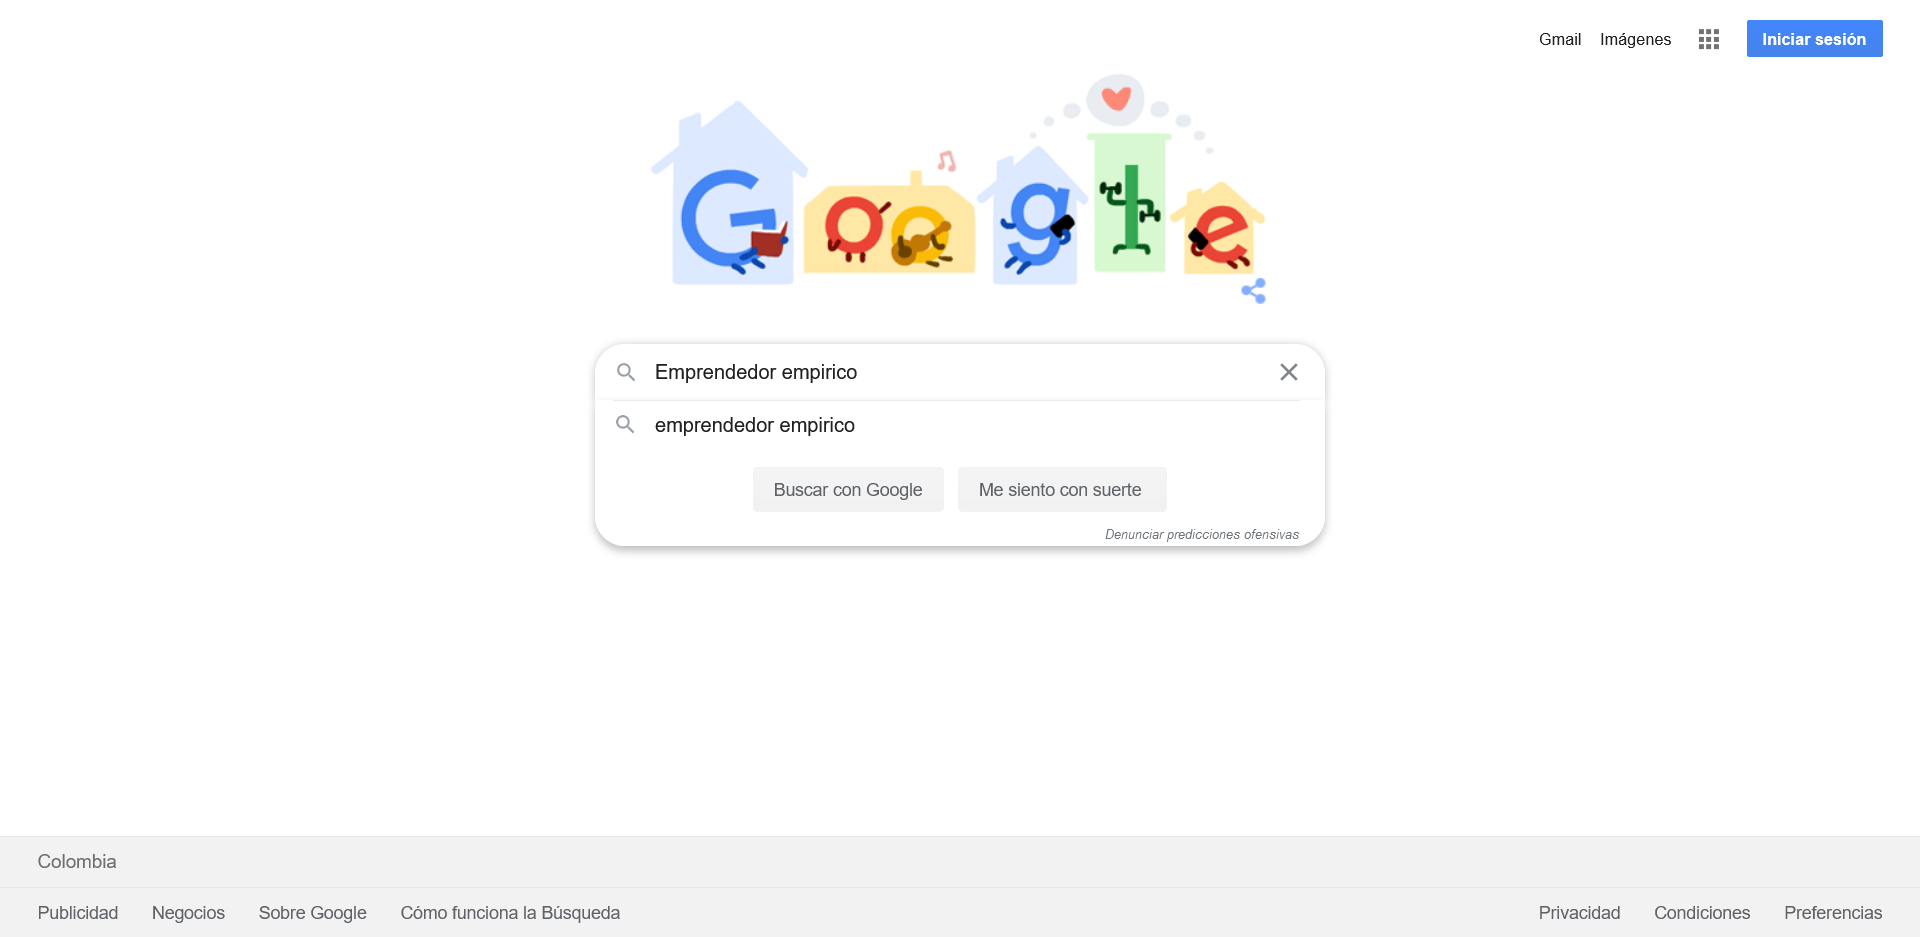 Gmail Imágenes Iniciar sesión
Google
Emprendedor empirico
emprendedor empirico
Buscar con Google Me siento con suerte
Denunciar predicciones ofensivas
Colombia
Publicidad Negocios Sobre Google Cómo funciona la Búsqueda Privacidad Condiciones Preferencias